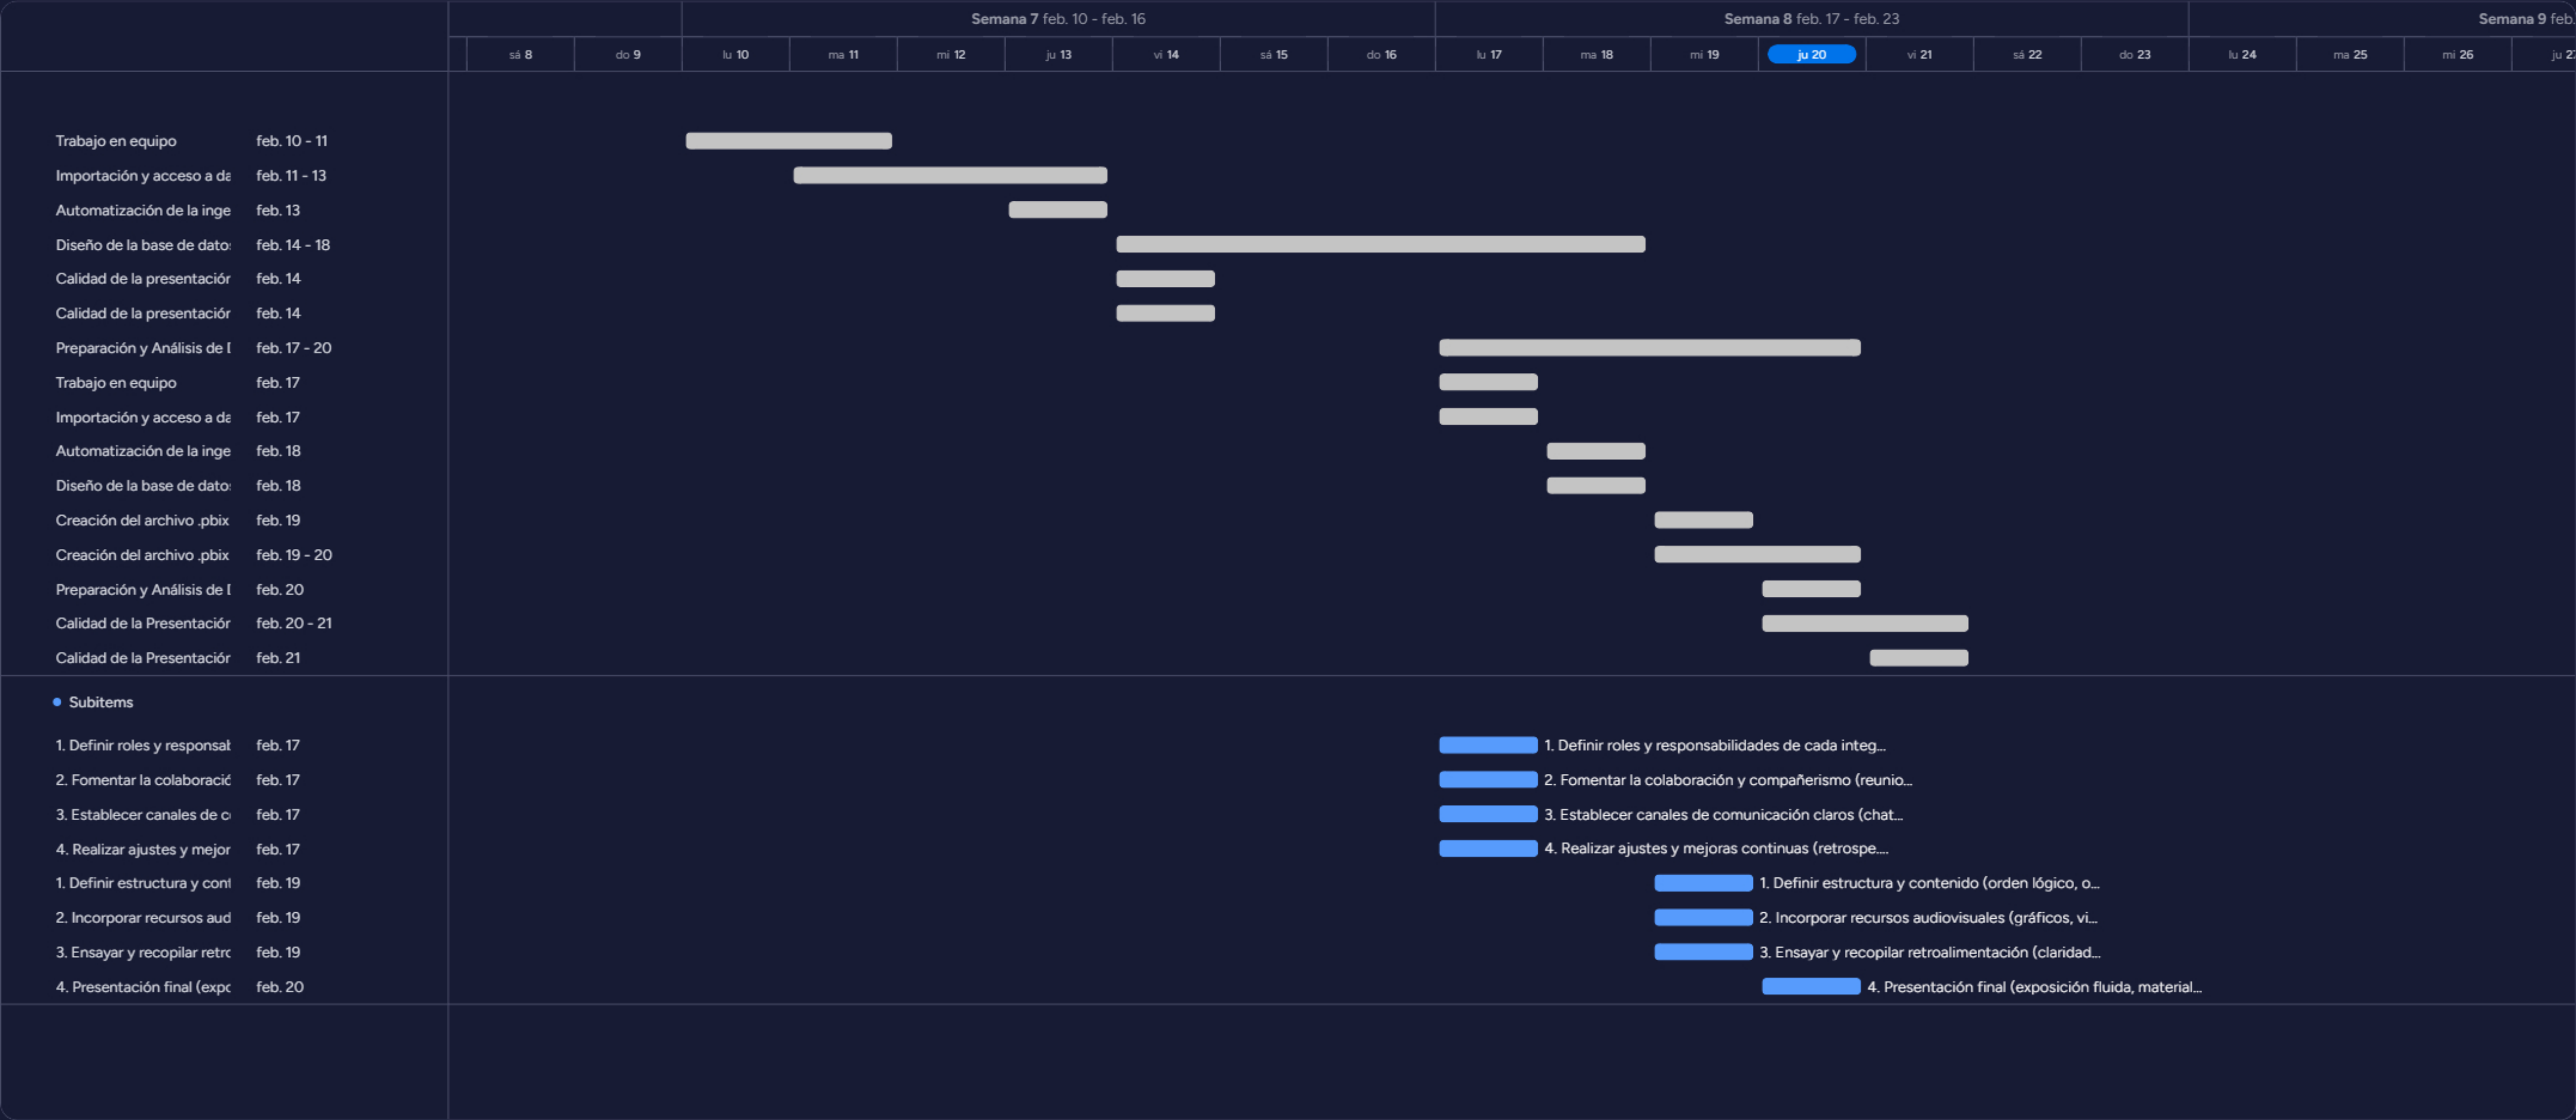 Semana 7 feb. 10 - feb. 16 Semana 8 feb. 17 - feb. 23 Semana 9 feb.
sá 8 do 9 lu 10 ma 11 mi 12 ju 13 vi 14 sá 15 do 16 lu 17 ma 18 mi 19 ju 20 vi 21 sá 22 do 23 lu 24 ma 25 mi 26 ju 2
Trabajo en equipo feb. 10 - 11
Importación y acceso a da feb. 11 - 13
Automatización de la inge feb. 13
Diseño de la base de dato feb. 14 - 18
Calidad de la presentación feb. 14
Calidad de la presentación feb. 14
Preparación y Análisis de feb. 17 - 20
Trabajo en equipo feb. 17
Importación y acceso a da feb. 17
Automatización de la inge feb. 18
Diseño de la base de dato feb. 18
Creación del archivo .pbix feb. 19
Creación del archivo .pbix feb. 19 - 20
Preparación y Análisis de feb. 20
Calidad de la Presentación feb. 20 - 21
Calidad de la Presentación feb. 21
Subitems
1. Definir roles y responsab feb. 17 1. Definir roles y responsabilidades de cada integ...
2. Fomentar la colaboració feb. 17 2. Fomentar la colaboración y compañerismo (reunio...
3. Establecer canales de c feb. 17 3. Establecer canales de comunicación claros (chat...
4. Realizar ajustes y mejor feb. 17 4. Realizar ajustes y mejoras continuas (retrospe....
1. Definir estructura y cont feb. 19 1. Definir estructura y contenido (orden lógico, o...
2. Incorporar recursos aud feb. 19 2. Incorporar recursos audiovisuales (gráficos, vi...
3. Ensayar y recopilar retro feb. 19 3. Ensayar y recopilar retroalimentación (claridad...
4. Presentación final (expo feb. 20 4. Presentación final (exposición fluida, material...